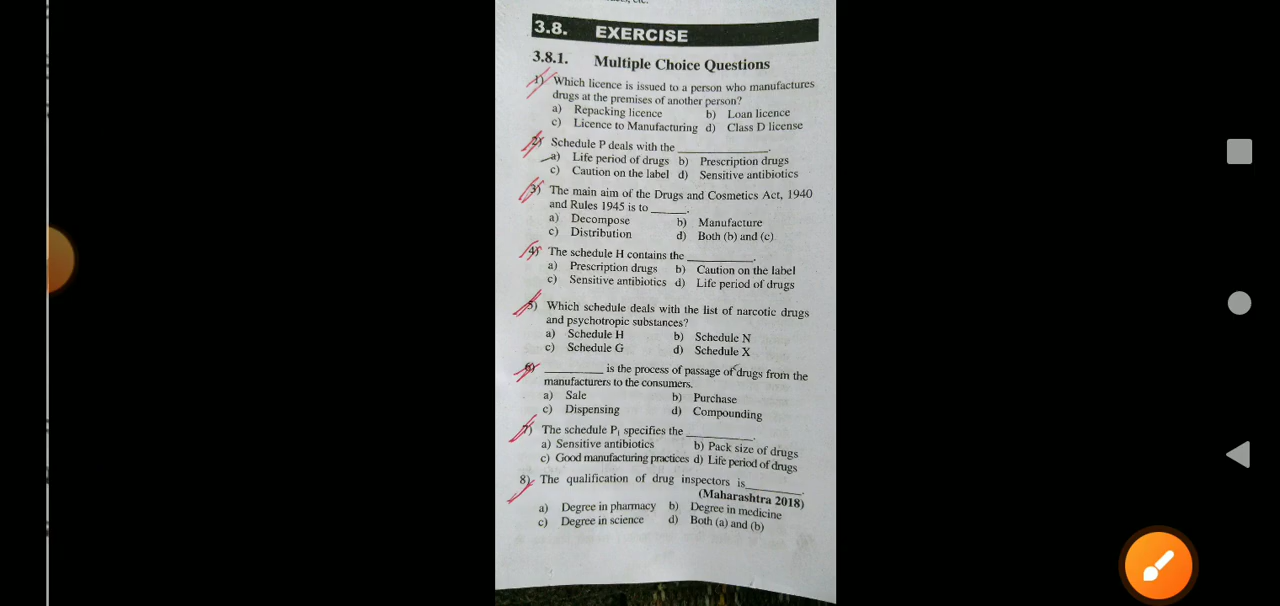 3.8. EXERCISE
3.8.1. Multiple Choice Questions
1) Which licence is issued to a person who manufactures
drugs at the premises of another person?
a) Repacking licence b) Loan licence
c) Licence to Manufacturing d) Class D license
2) Schedule P deals with the ____________.
a) Life period of drugs b) Prescription drugs
c) Caution on the label d) Sensitive antibiotics
3) The main aim of the Drugs and Cosmetics Act, 1940
and Rules 1945 is to _____.
a) Decompose b) Manufacture
c) Distribution d) Both (b) and (c)
4) The schedule H contains the _________.
a) Prescription drugs b) Caution on the label
c) Sensitive antibiotics d) Life period of drugs
5) Which schedule deals with the list of narcotic drugs
and psychotropic substances?
a) Schedule H b) Schedule N
c) Schedule G d) Schedule X
6) ________ is the process of passage of drugs from the
manufacturers to the consumers.
a) Sale b) Purchase
c) Dispensing d) Compounding
7) The schedule P₁ specifies the _________.
a) Sensitive antibiotics b) Pack size of drugs
c) Good manufacturing practices d) Life period of drugs
8) The qualification of drug inspectors is________.
(Maharashtra 2018)
a) Degree in pharmacy b) Degree in medicine
c) Degree in science d) Both (a) and (b)